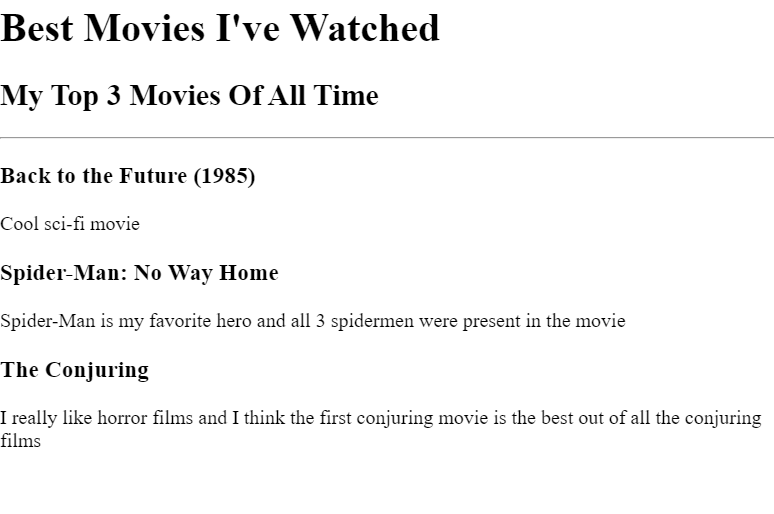 Best Movies I've Watched
My Top 3 Movies Of All Time
Back to the Future (1985)
Cool sci-fi movie
Spider-Man: No Way Home
Spider-Man is my favorite hero and all 3 spidermen were present in the movie
The Conjuring
I really like horror films and I think the first conjuring movie is the best out of all the conjuring
films